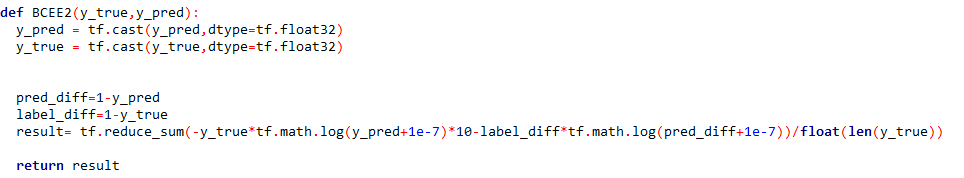 def BCEE2(y_true,y_pred):
y_pred = tf.cast(y_pred,dtype=tf.float32)
y_true = tf.cast(y_true,dtype=tf.float32)
pred_diff=1-y_pred
label_diff=1-y_true
result= tf.reduce_sum(-y_true*tf.math.log(y_pred+1e-7)*10-label_diff*tf.math.log(pred_diff+1e-7))/float(len(y_true))
return result